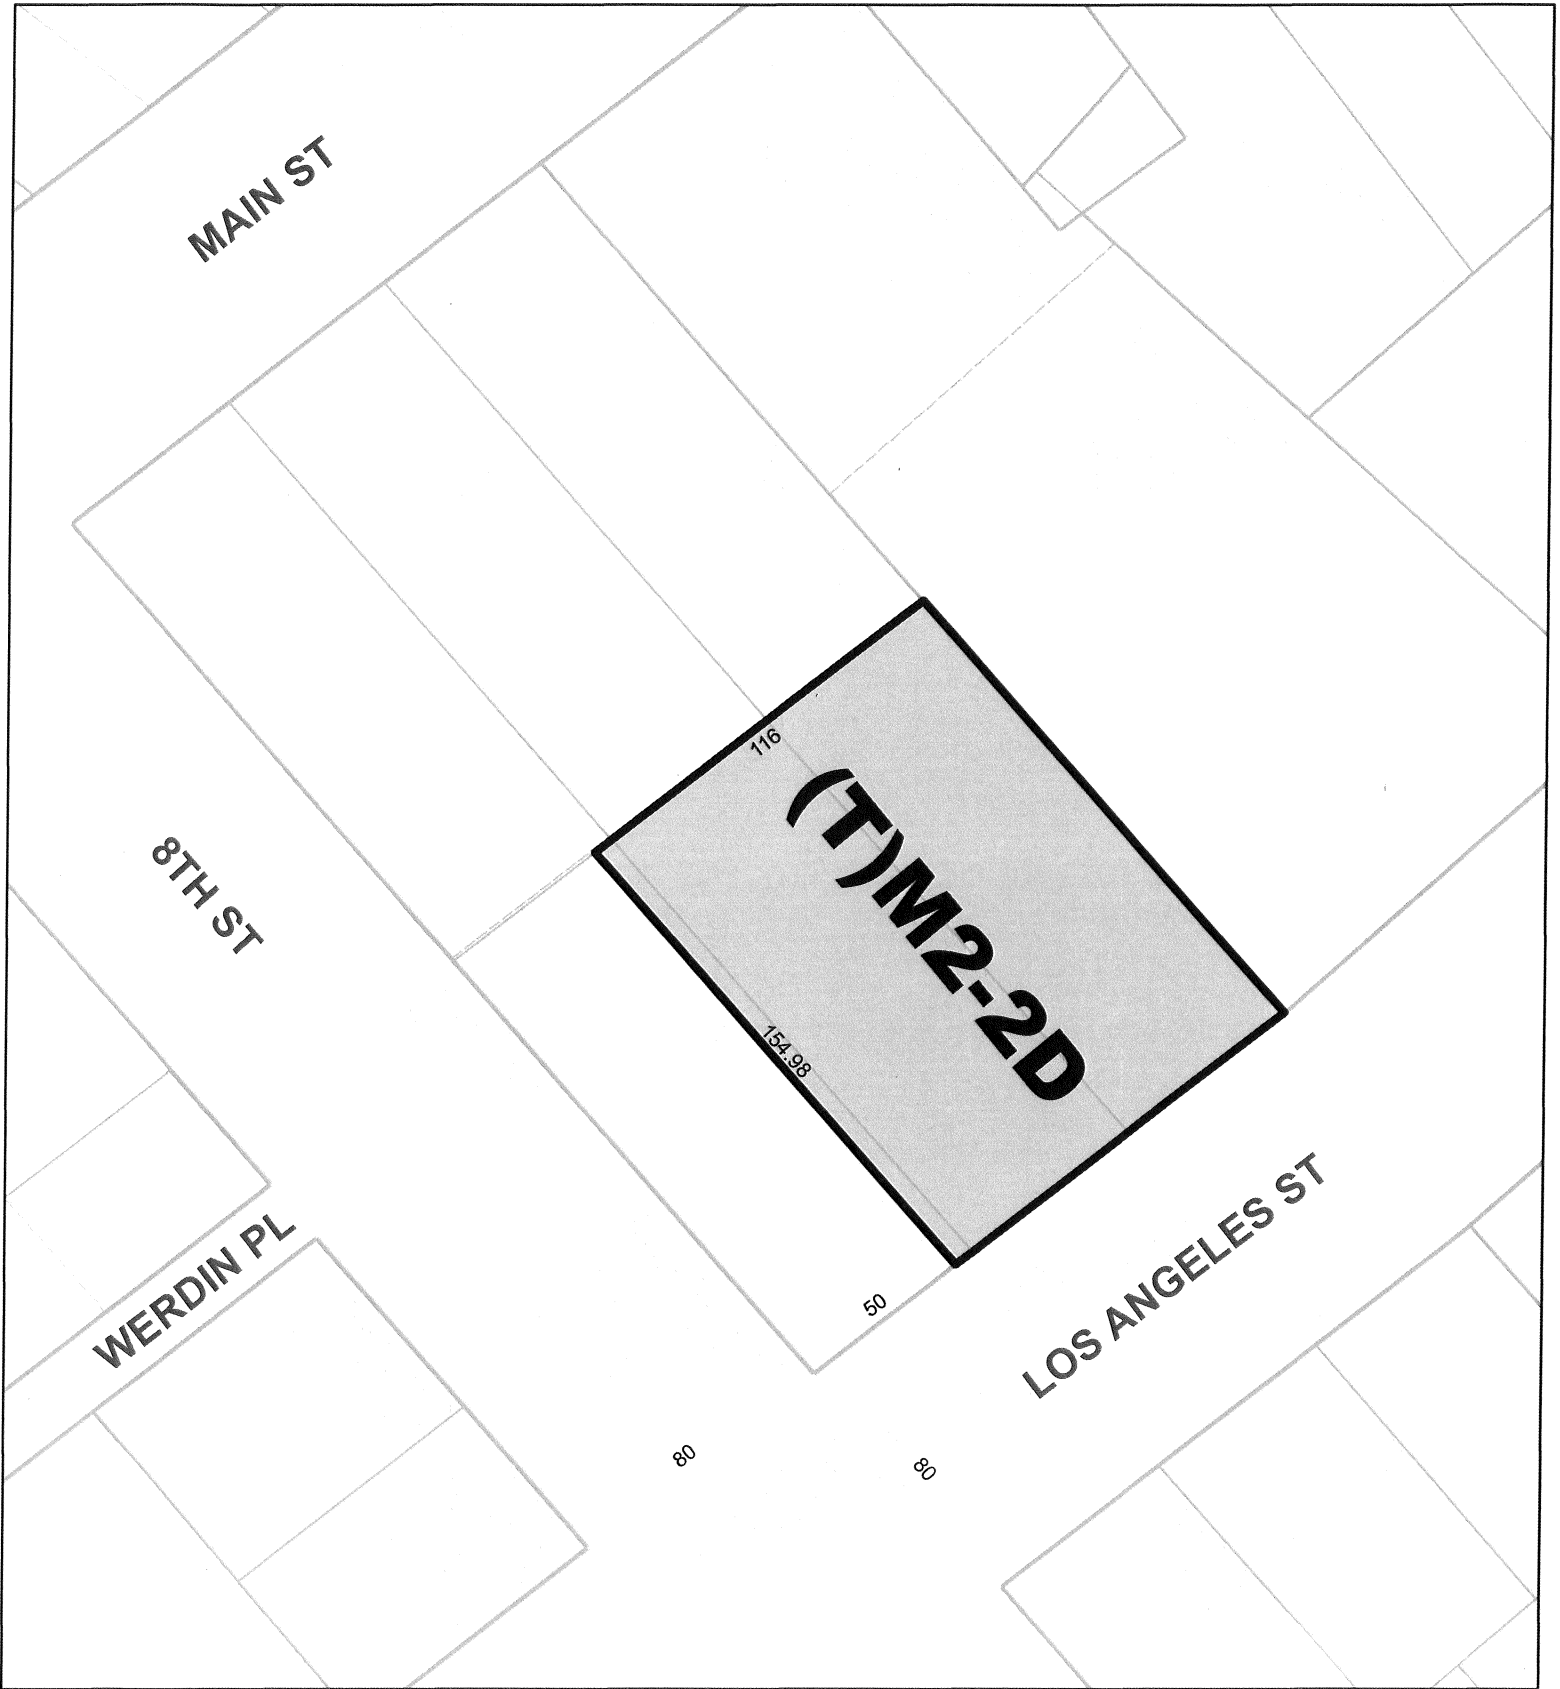 MAIN ST
116
(T)M2-2D
8TH ST
154.98
WERDIN PL
50
LOS ANGELES ST
80
80